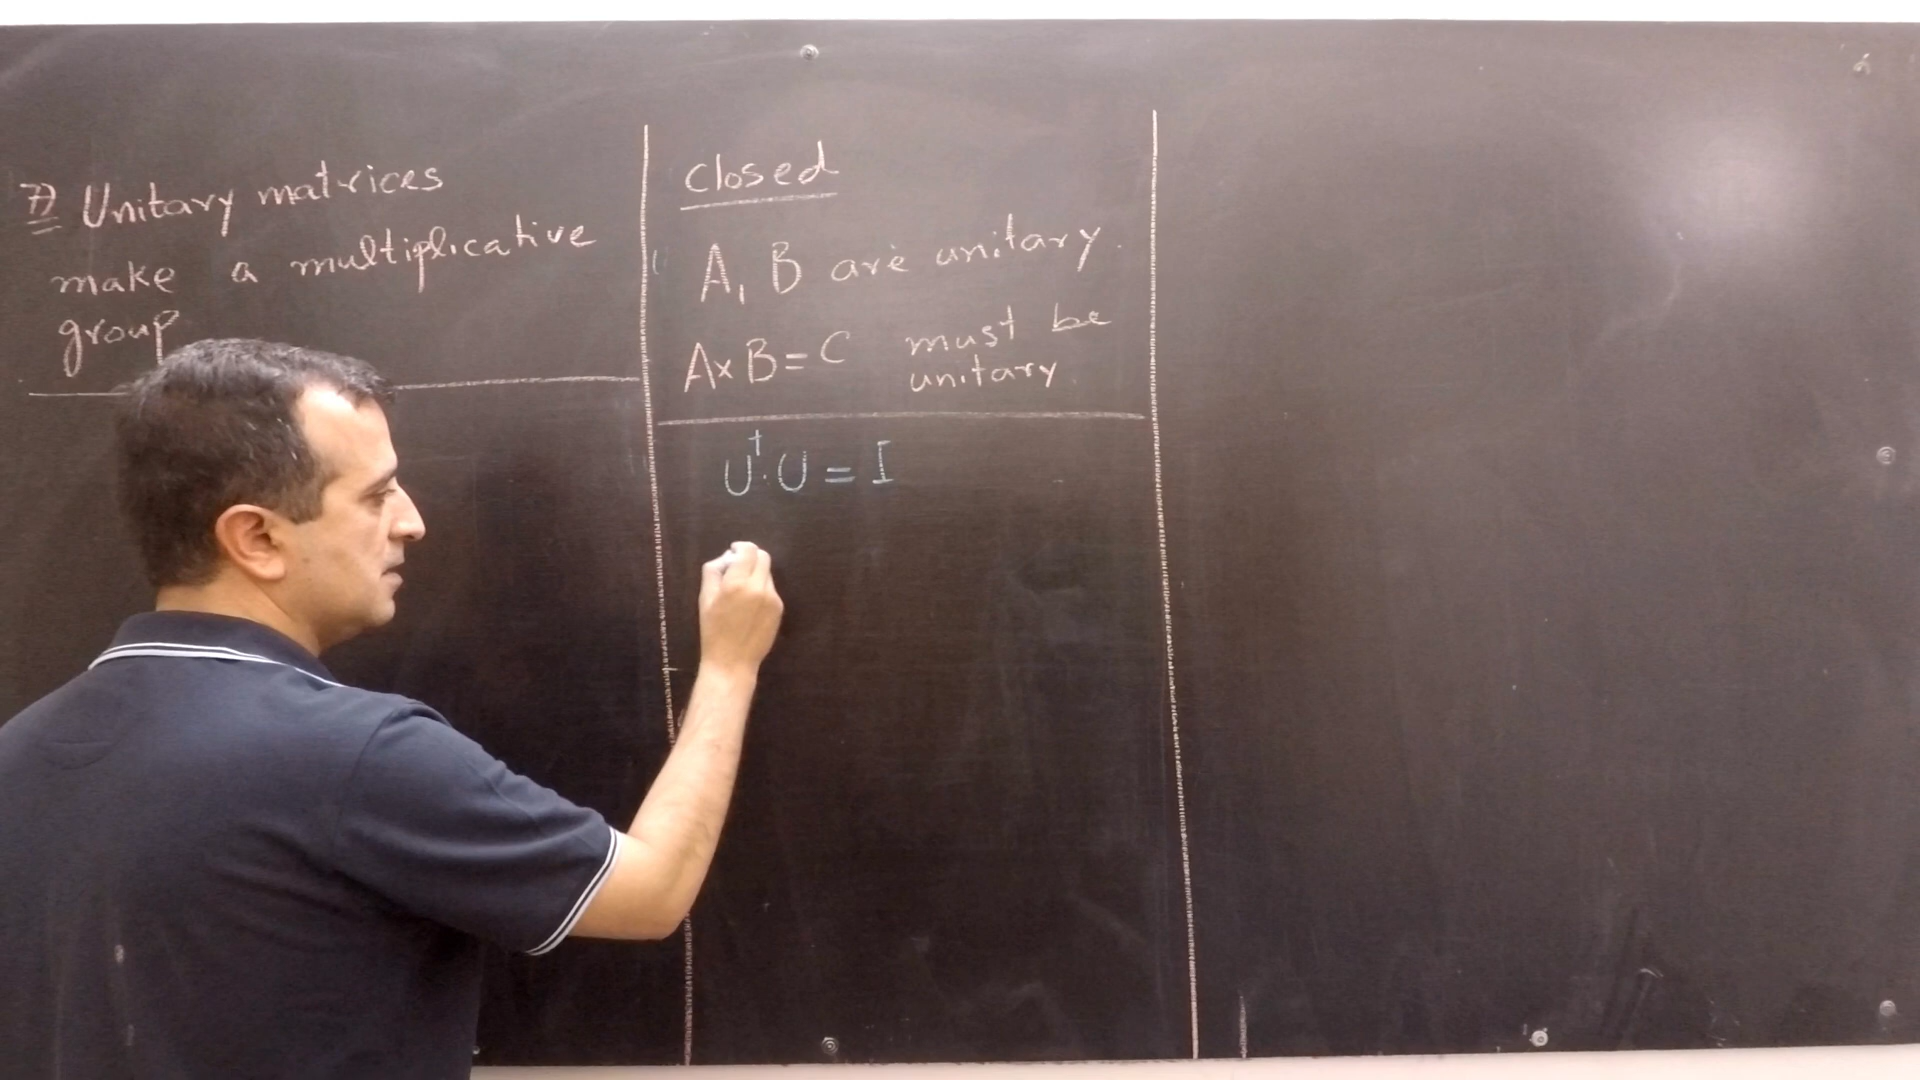 7) Unitary matrices
make a multiplicative
group
closed
A, B are unitary.
A×B=C must be
unitary
U†·U=I